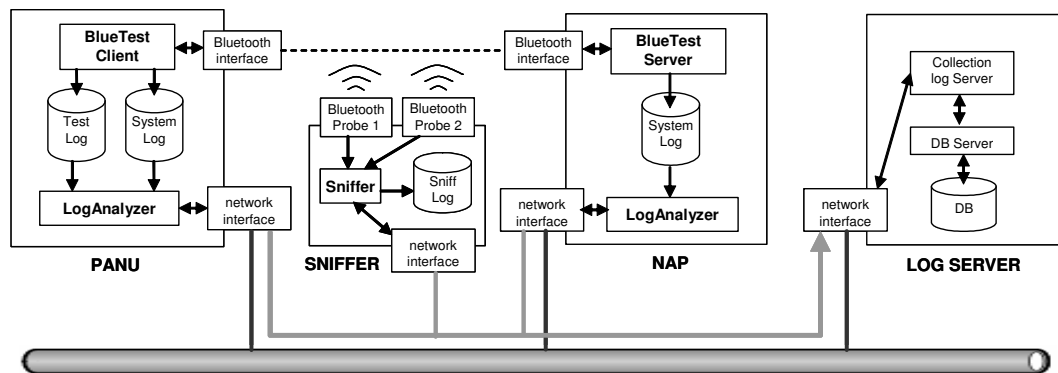 BlueTest
Client
Bluetooth
interface
Test
Log
System
Log
LogAnalyzer
network
interface
PANU
Bluetooth
Probe 1
Bluetooth
Probe 2
Sniffer
Sniff
Log
network
interface
SNIFFER
Bluetooth
interface
BlueTest
Server
System
Log
network
interface
LogAnalyzer
NAP
Collection
log Server
DB Server
DB
network
interface
LOG SERVER